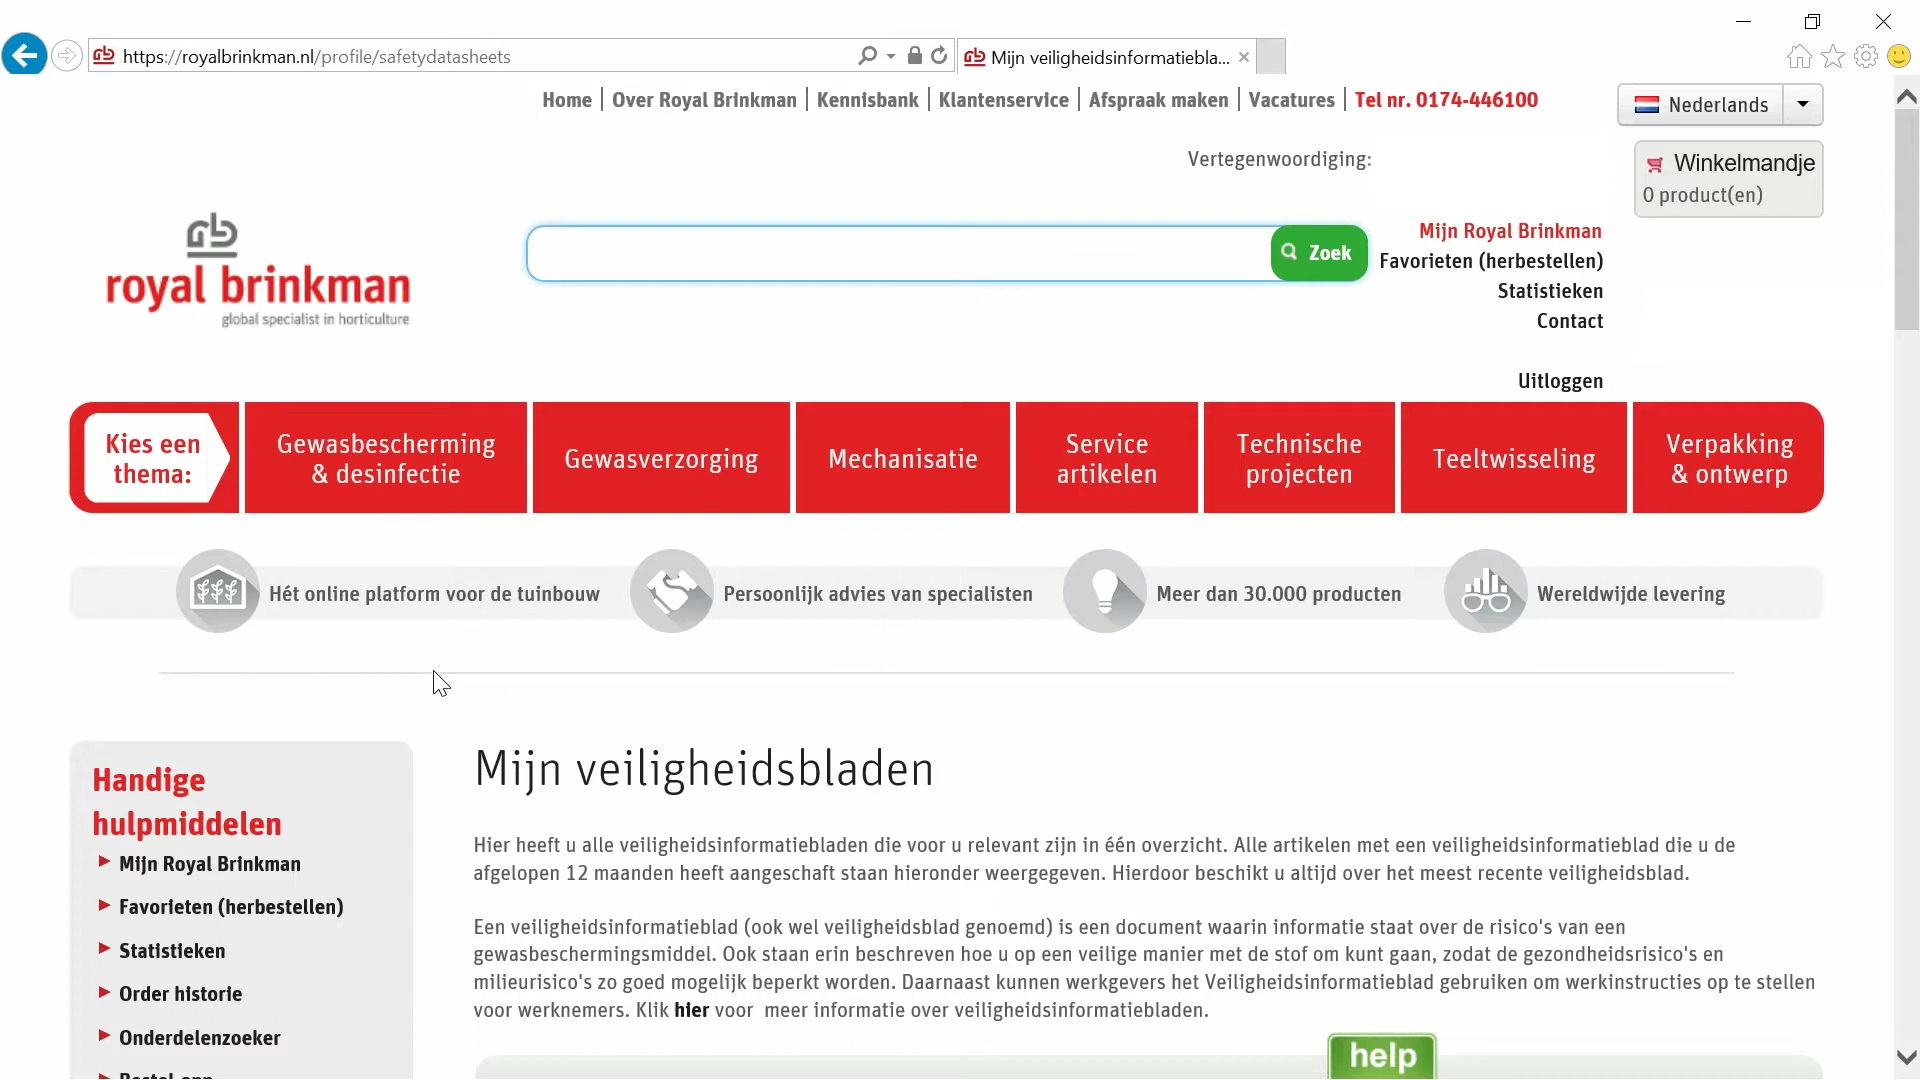 https://royalbrinkman.nl/profile/safetydatasheets
Mijn veiligheidsinformatiebla...
Home | Over Royal Brinkman | Kennisbank | Klantenservice | Afspraak maken | Vacatures | Tel nr. 0174-446100
Nederlands
Vertegenwoordiging:
Winkelmandje
0 product(en)
royal brinkman
global specialist in horticulture
Zoek
Mijn Royal Brinkman
Favorieten (herbestellen)
Statistieken
Contact
Uitloggen
Kies een
thema:
Gewasbescherming
& desinfectie
Gewasverzorging
Mechanisatie
Service
artikelen
Technische
projecten
Teeltwisseling
Verpakking
& ontwerp
Hét online platform voor de tuinbouw
Persoonlijk advies van specialisten
Meer dan 30.000 producten
Wereldwijde levering
Handige
hulpmiddelen
Mijn Royal Brinkman
Favorieten (herbestellen)
Statistieken
Order historie
Onderdelenzoeker
Mijn veiligheidsbladen
Hier heeft u alle veiligheidsinformatiebladen die voor u relevant zijn in één overzicht. Alle artikelen met een veiligheidsinformatieblad die u de
afgelopen 12 maanden heeft aangeschaft staan hieronder weergegeven. Hierdoor beschikt u altijd over het meest recente veiligheidsblad.
Een veiligheidsinformatieblad (ook wel veiligheidsblad genoemd) is een document waarin informatie staat over de risico's van een
gewasbeschermingsmiddel. Ook staan erin beschreven hoe u op een veilige manier met de stof om kunt gaan, zodat de gezondheidsrisico's en
milieurisico's zo goed mogelijk beperkt worden. Daarnaast kunnen werkgevers het Veiligheidsinformatieblad gebruiken om werkinstructies op te stellen
voor werknemers. Klik hier voor meer informatie over veiligheidsinformatiebladen.
help